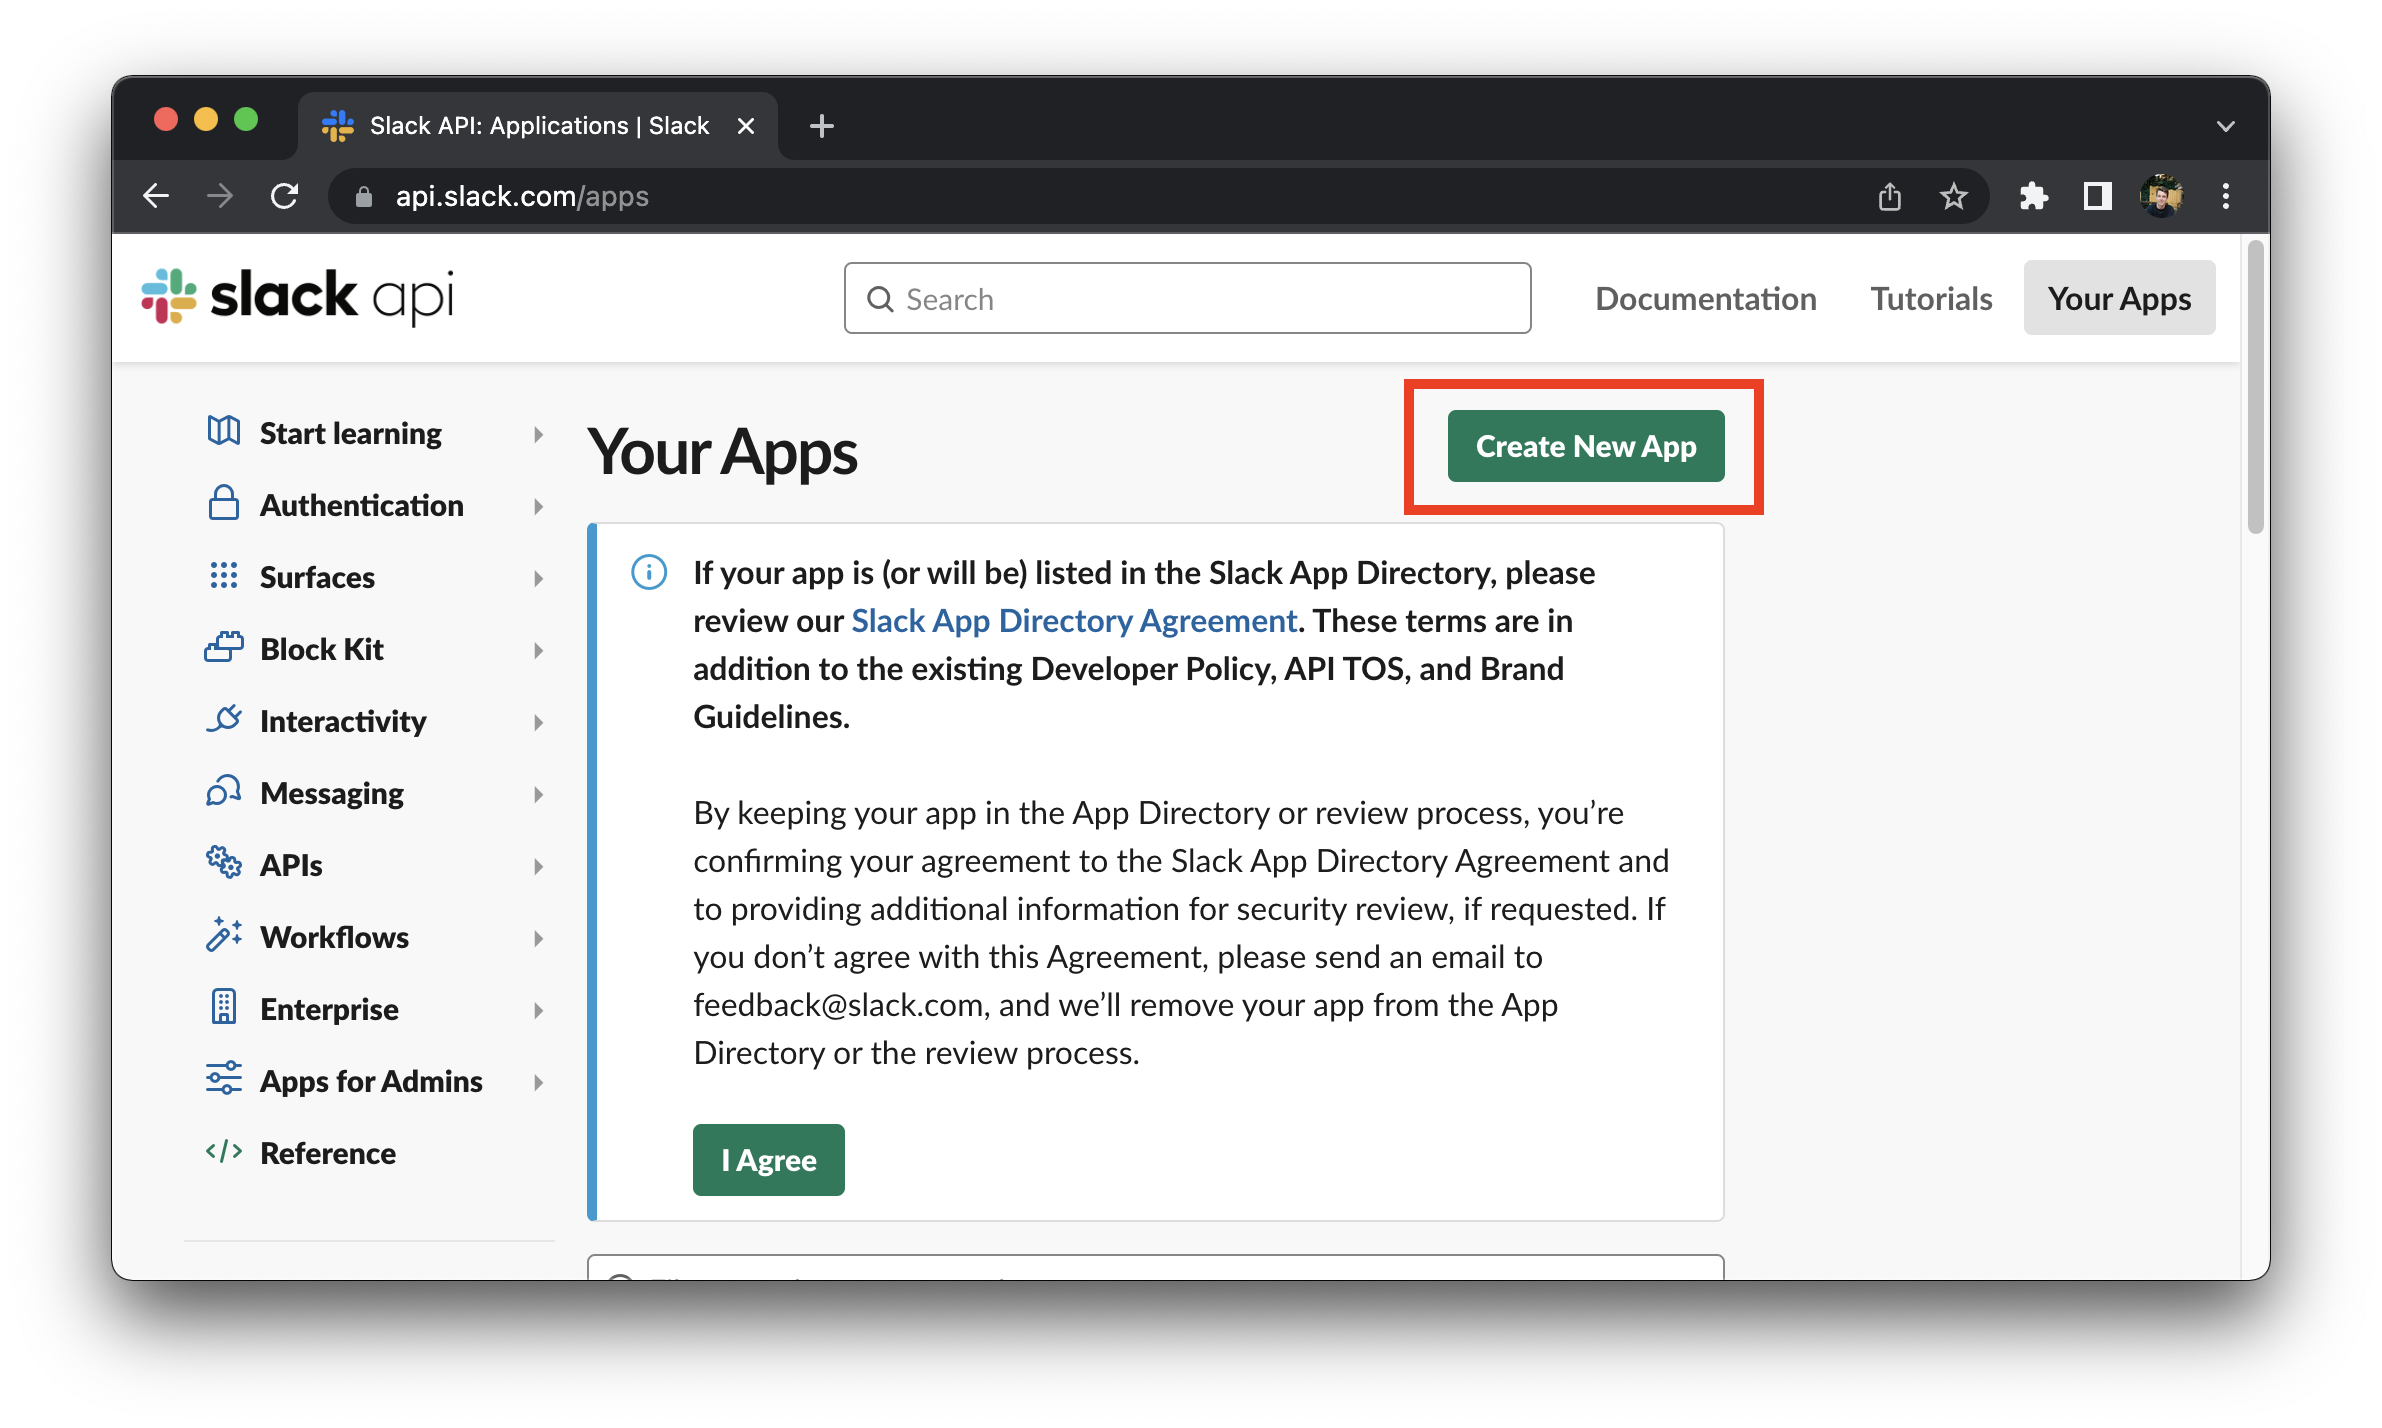 Slack API: Applications | Slack
api.slack.com/apps
slack api
Search
Documentation
Tutorials
Your Apps
Start learning
Authentication
Surfaces
Block Kit
Interactivity
Messaging
APIs
Workflows
Enterprise
Apps for Admins
Reference
Your Apps
Create New App
If your app is (or will be) listed in the Slack App Directory, please
review our Slack App Directory Agreement. These terms are in
addition to the existing Developer Policy, API TOS, and Brand
Guidelines.
By keeping your app in the App Directory or review process, you’re
confirming your agreement to the Slack App Directory Agreement and
to providing additional information for security review, if requested. If
you don’t agree with this Agreement, please send an email to
feedback@slack.com, and we’ll remove your app from the App
Directory or the review process.
I Agree